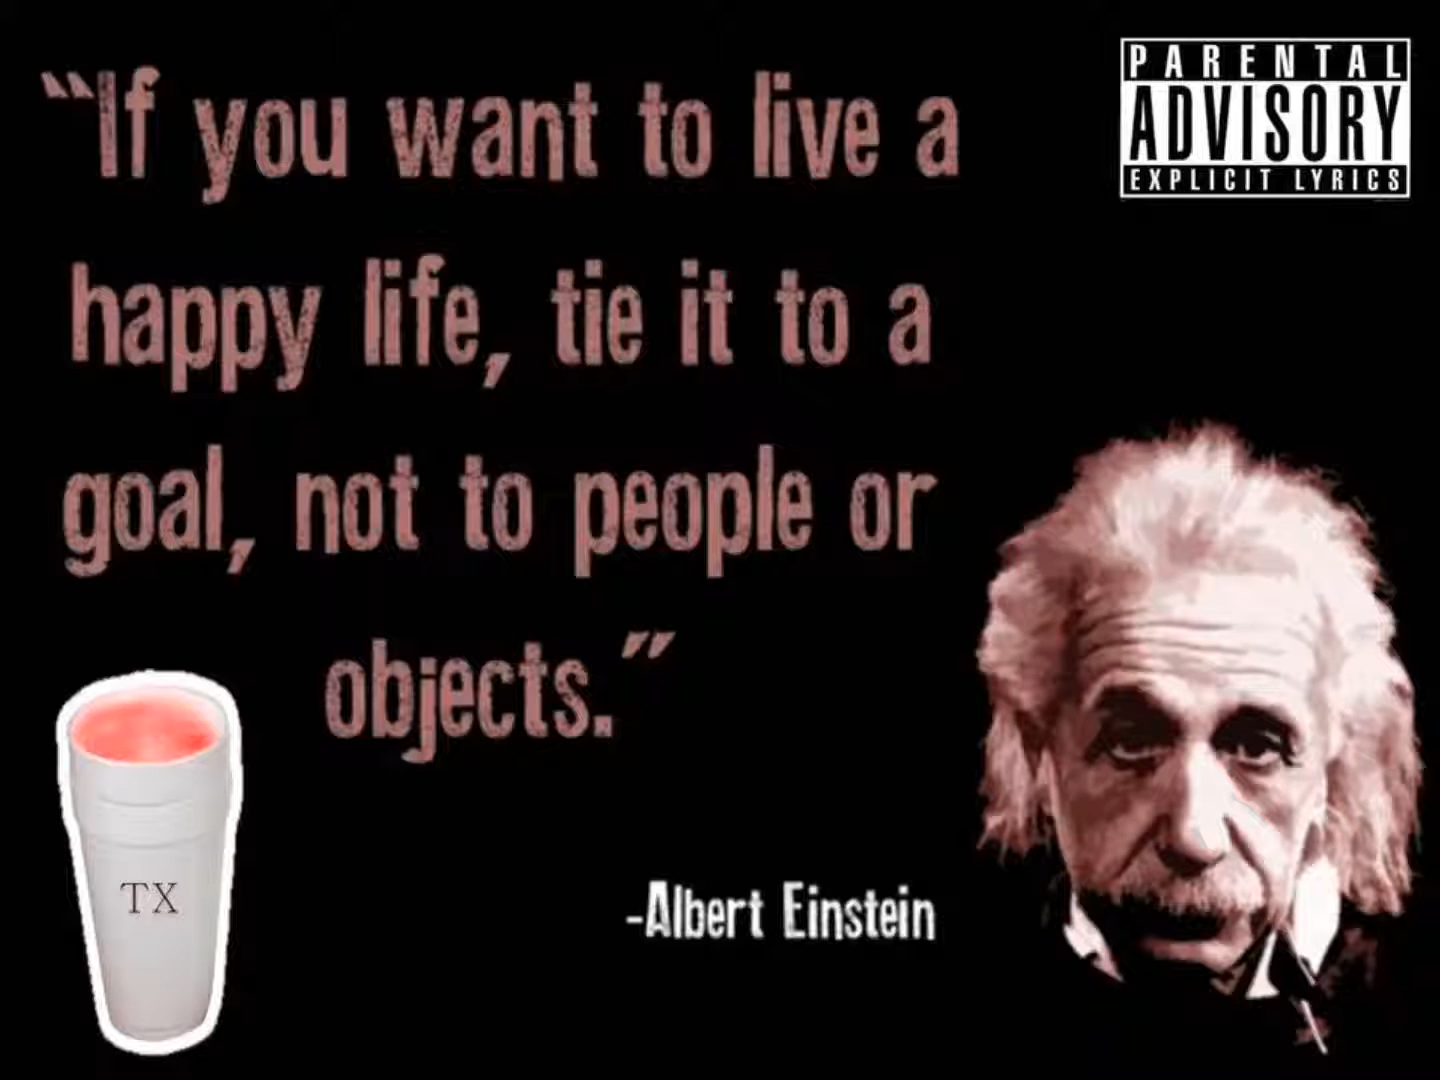 “If you want to live a
happy life, tie it to a
goal, not to people or
objects.”
-Albert Einstein
PARENTAL
ADVISORY
EXPLICIT LYRICS
TX